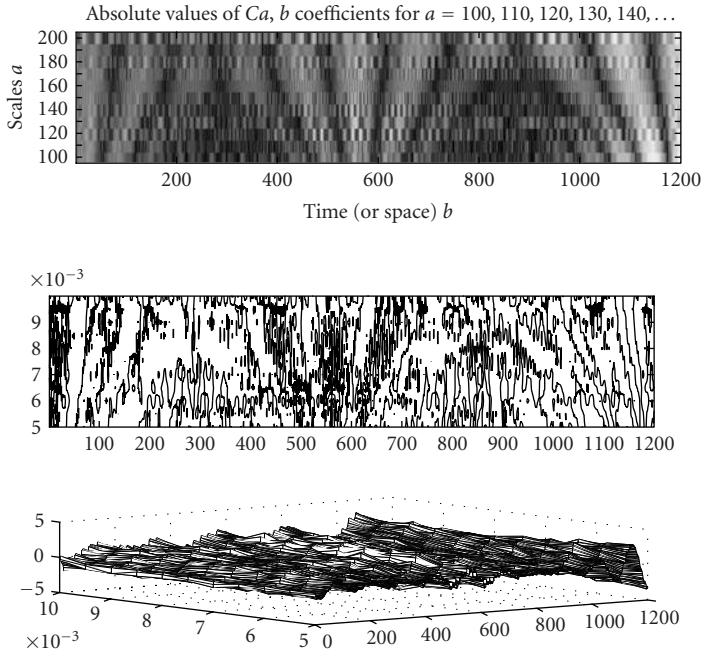 Absolute values of Ca, b coefficients for a = 100, 110, 120, 130, 140, . . .
Scales a
200
180
160
140
120
100
200 400 600 800 1000 1200
Time (or space) b
×10−3
9
8
7
6
5
100 200 300 400 500 600 700 800 900 1000 1100 1200
5
0
−5
10 9 8 7 6 5
×10−3
0 200 400 600 800 1000 1200